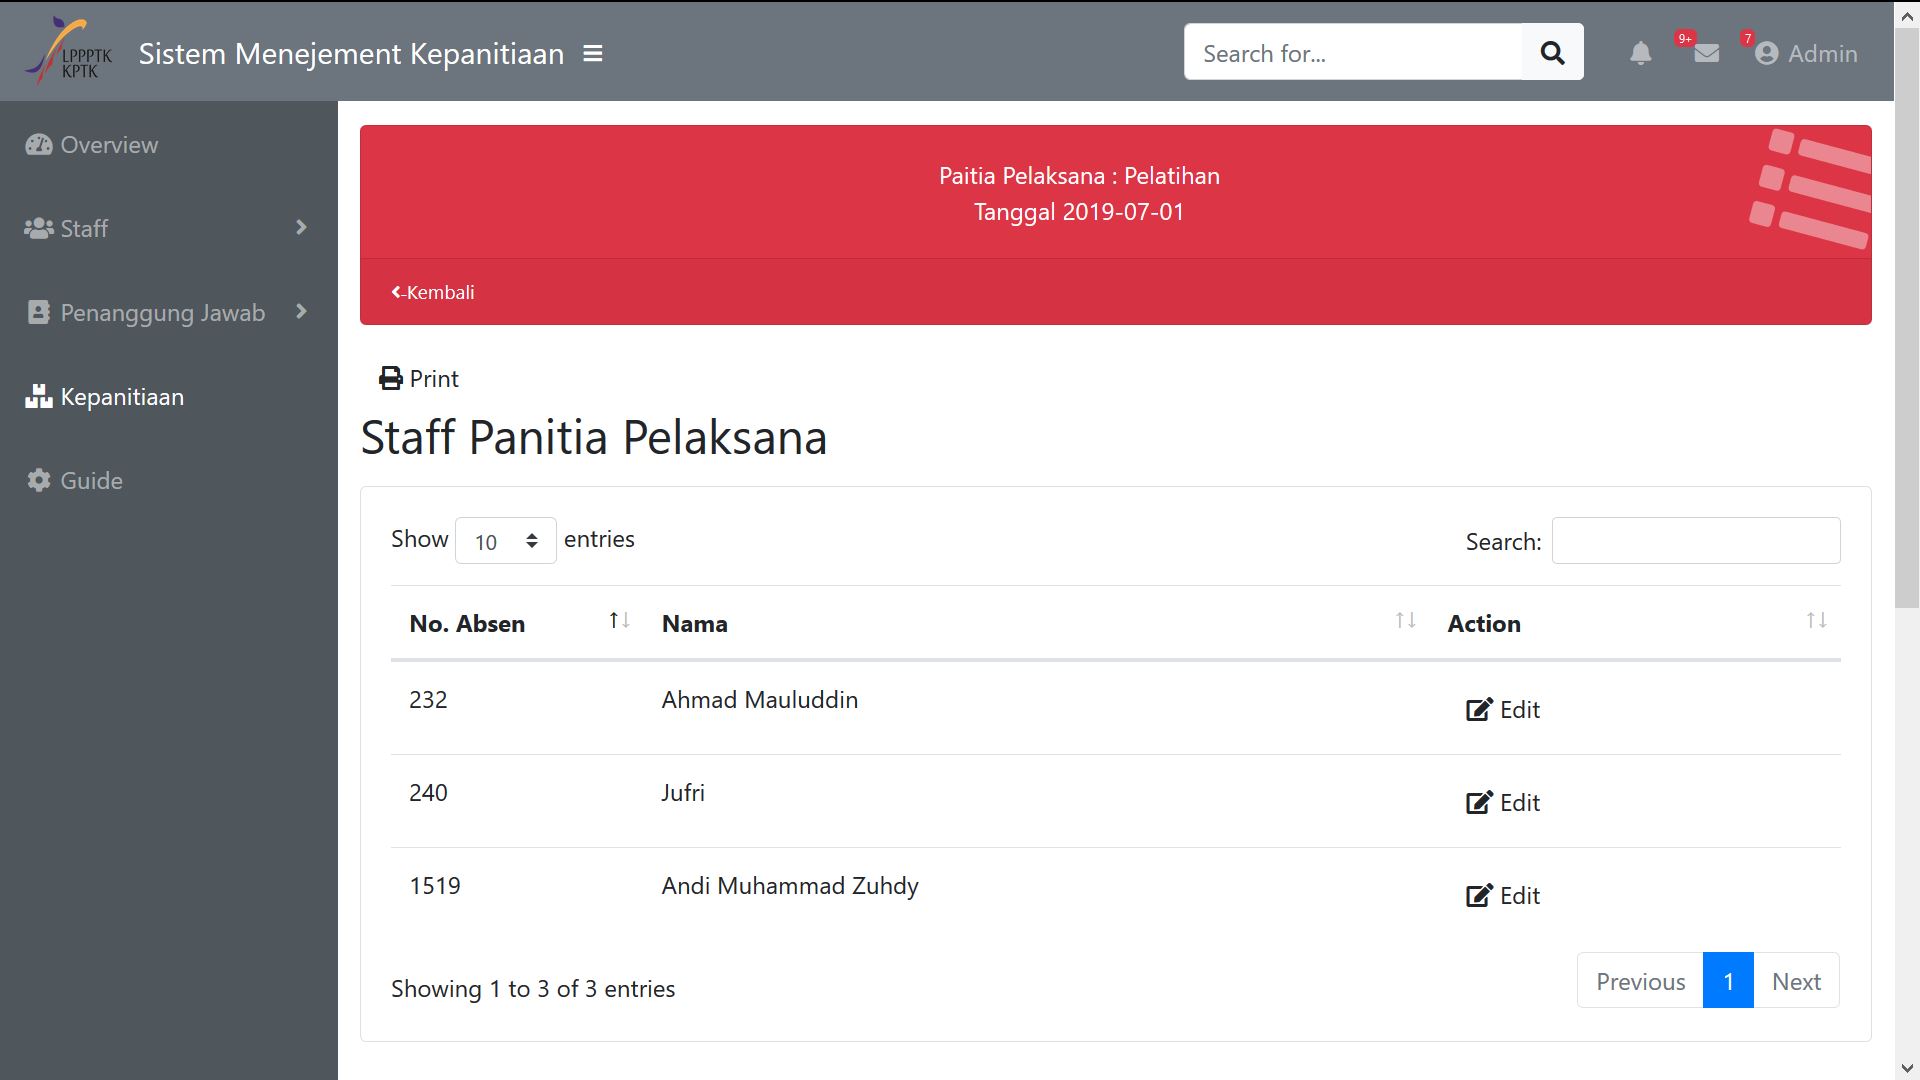 LPPPTK
KPTK
Sistem Menejement Kepanitiaan
Search for...
9+
7
Admin
Overview
Staff
Penanggung Jawab
Kepanitiaan
Guide
Paitia Pelaksana : Pelatihan
Tanggal 2019-07-01
-Kembali
Print
Staff Panitia Pelaksana
Show 10 entries
Search:
No. Absen Nama Action
232 Ahmad Mauluddin Edit
240 Jufri Edit
1519 Andi Muhammad Zuhdy Edit
Showing 1 to 3 of 3 entries
Previous 1 Next